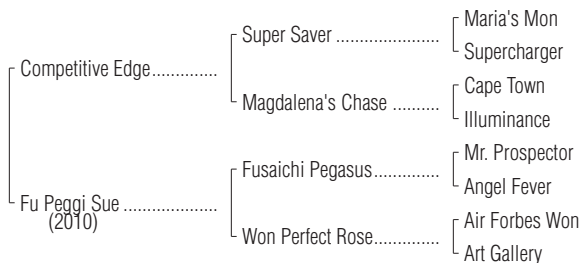 Maria's Mon
Super Saver ....................
Supercharger
Competitive Edge.............
Cape Town
Magdalena's Chase .........
Illuminance
Mr. Prospector
Fusaichi Pegasus.............
Angel Fever
Fu Peggi Sue ..................
(2010)
Air Forbes Won
Won Perfect Rose.............
Art Gallery